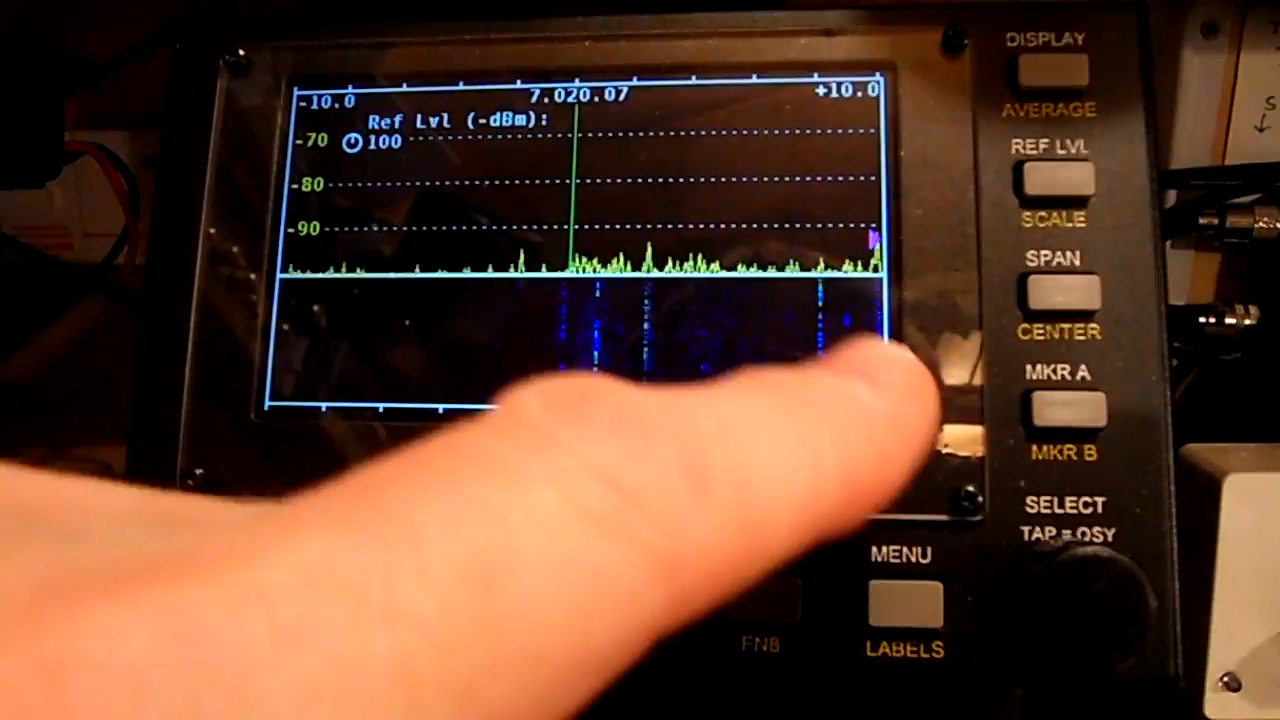 -10.0 7.020.07 +10.0
Ref Lvl (-dBm):
100
-70
-80
-90
DISPLAY
AVERAGE
REF LVL
SCALE
SPAN
CENTER
MKR A
MKR B
SELECT
TAP = QSY
MENU
FN8
LABELS
S